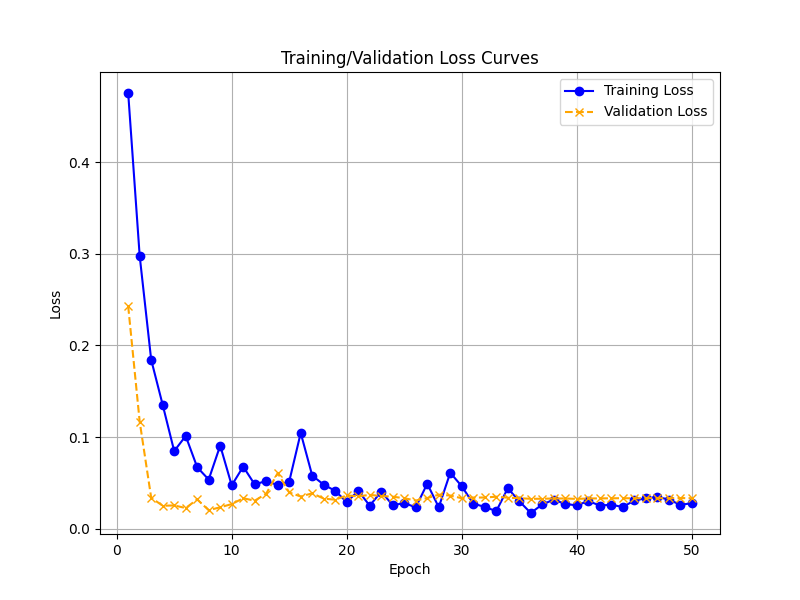 Training/Validation Loss Curves
Training Loss
Validation Loss
0.4
0.3
0.2
0.1
0.0
Loss
0 10 20 30 40 50
Epoch